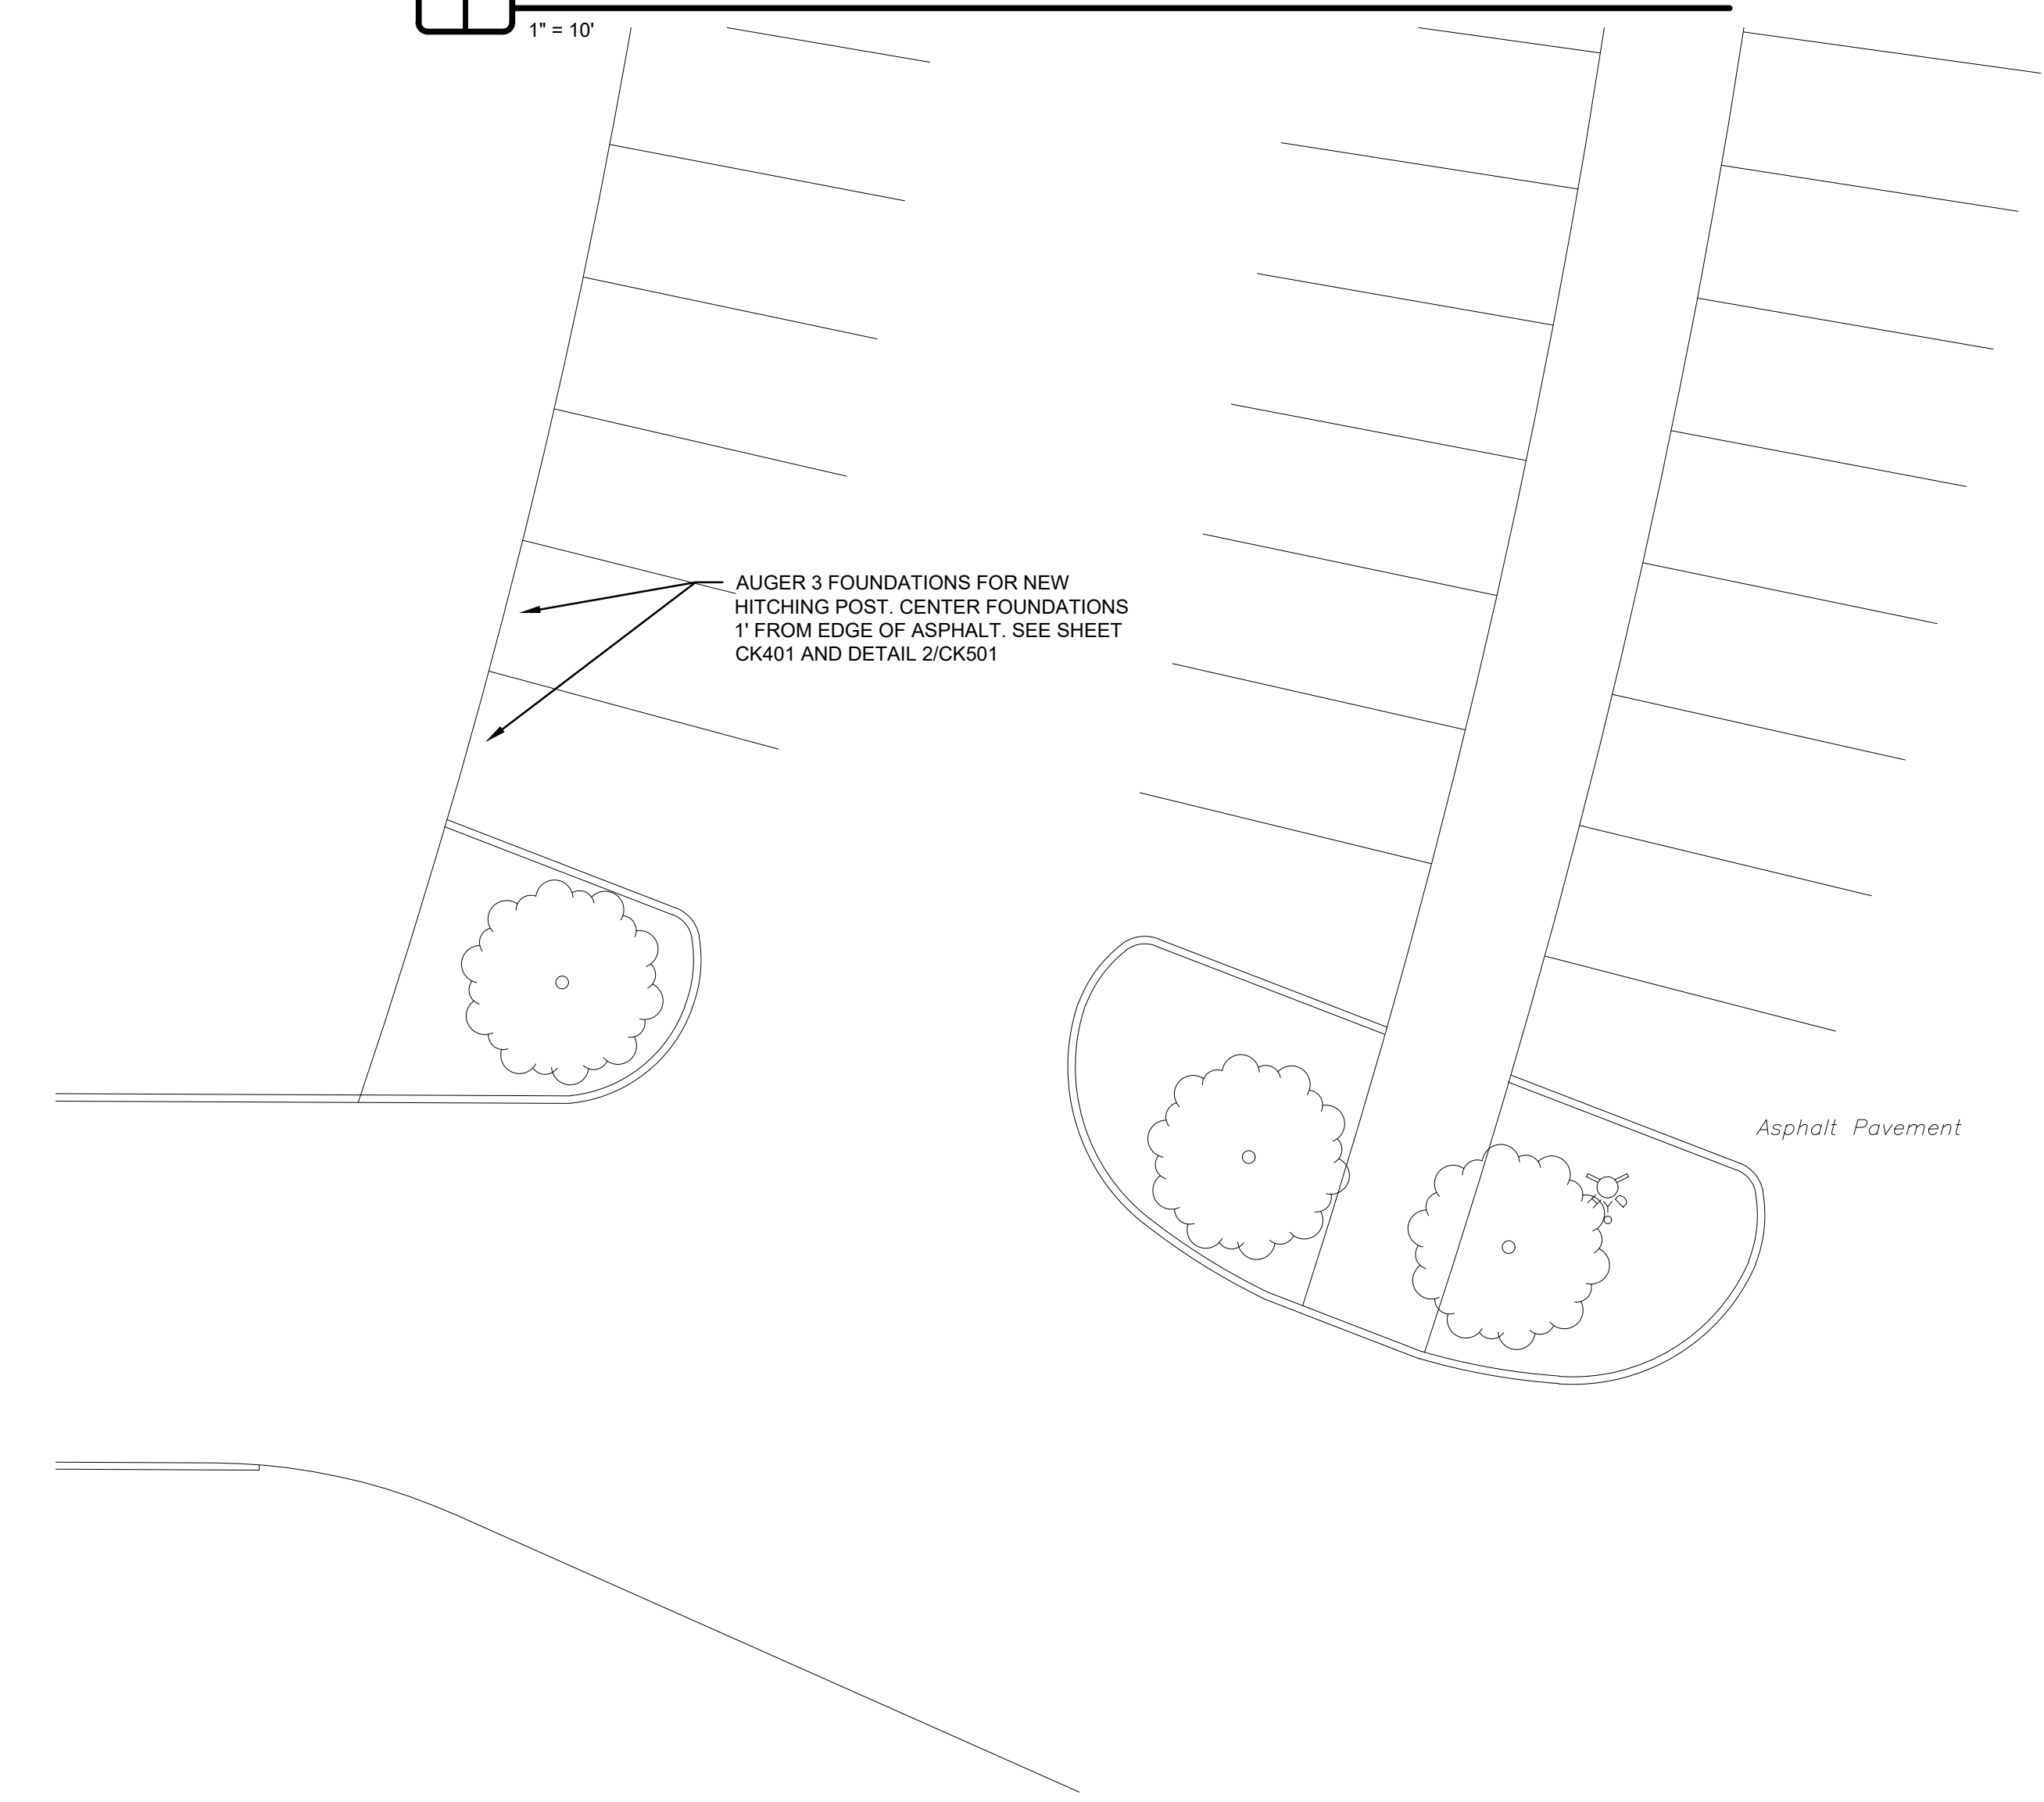 1" = 10'
AUGER 3 FOUNDATIONS FOR NEW
HITCHING POST. CENTER FOUNDATIONS
1' FROM EDGE OF ASPHALT. SEE SHEET
CK401 AND DETAIL 2/CK501
Asphalt Pavement
HYD